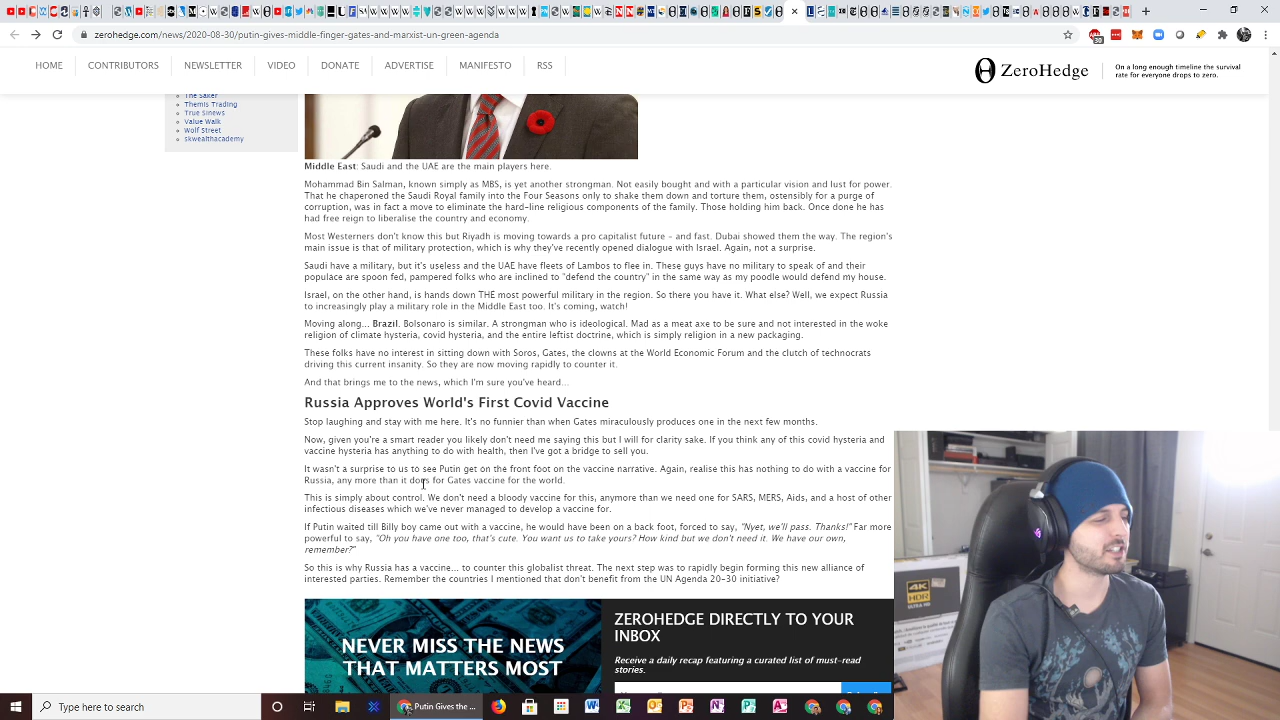 zerohedge.com/news/2020-08-30/putin-gives-middle-finger-gates-and-marxist-un-green-agenda
30
HOME CONTRIBUTORS NEWSLETTER VIDEO DONATE ADVERTISE MANIFESTO RSS
ZeroHedge
On a long enough timeline the survival
rate for everyone drops to zero.
The Saker
Themis Trading
True Sinews
Value Walk
Wolf Street
skwealthacademy
Middle East: Saudi and the UAE are the main players here.
Mohammad Bin Salman, known simply as MBS, is yet another strongman. Not easily bought and with a particular vision and lust for power.
That he chaperoned the Saudi Royal family into the Four Seasons only to shake them down and torture them, ostensibly for a purge of
corruption, was in fact a move to eliminate the hard-line religious components of the family. Those holding him back. Once done he has
had free reign to liberalise the country and economy.
Most Westerners don't know this but Riyadh is moving towards a pro capitalist future - and fast. Dubai showed them the way. The region's
main issue is that of military protection, which is why they've recently opened dialogue with Israel. Again, not a surprise.
Saudi have a military, but it's useless and the UAE have fleets of Lambos to flee in. These guys have no military to speak of and their
populace are spoon fed, pampered folks who are inclined to "defend the country" in the same way as my poodle would defend my house.
Israel, on the other hand, is hands down THE most powerful military in the region. So there you have it. What else? Well, we expect Russia
to increasingly play a military role in the Middle East too. It's coming, watch!
Moving along... Brazil. Bolsonaro is similar. A strongman who is ideological. Mad as a meat axe to be sure and not interested in the woke
religion of climate hysteria, covid hysteria, and the entire leftist doctrine, which is simply religion in a new packaging.
These folks have no interest in sitting down with Soros, Gates, the clowns at the World Economic Forum and the clutch of technocrats
driving this current insanity. So they are now moving rapidly to counter it.
And that brings me to the news, which I'm sure you've heard...
Russia Approves World's First Covid Vaccine
Stop laughing and stay with me here. It's no funnier than when Gates miraculously produces one in the next few months.
Now, given you're a smart reader you likely don't need me saying this but I will for clarity sake. If you think any of this covid hysteria and
vaccine hysteria has anything to do with health, then I've got a bridge to sell you.
It wasn't a surprise to us to see Putin get on the front foot on the vaccine narrative. Again, realise this has nothing to do with a vaccine for
Russia, any more than it does for Gates vaccine for the world.
This is simply about control. We don't need a bloody vaccine for this, anymore than we need one for SARS, MERS, Aids, and a host of other
infectious diseases which we've never managed to develop a vaccine for.
If Putin waited till Billy boy came out with a vaccine, he would have been on a back foot, forced to say, "Nyet, we'll pass. Thanks!" Far more
powerful to say, "Oh you have one too, that's cute. You want us to take yours? How kind but we don't need it. We have our own,
remember?"
So this is why Russia has a vaccine... to counter this globalist threat. The next step was to rapidly begin forming this new alliance of
interested parties. Remember the countries I mentioned that don't benefit from the UN Agenda 20-30 initiative?
NEVER MISS THE NEWS
THAT MATTERS MOST
ZEROHEDGE DIRECTLY TO YOUR
INBOX
Receive a daily recap featuring a curated list of must-read
stories.
4K
HDR
ULTRA HD
Type here to search
Putin Gives the ...